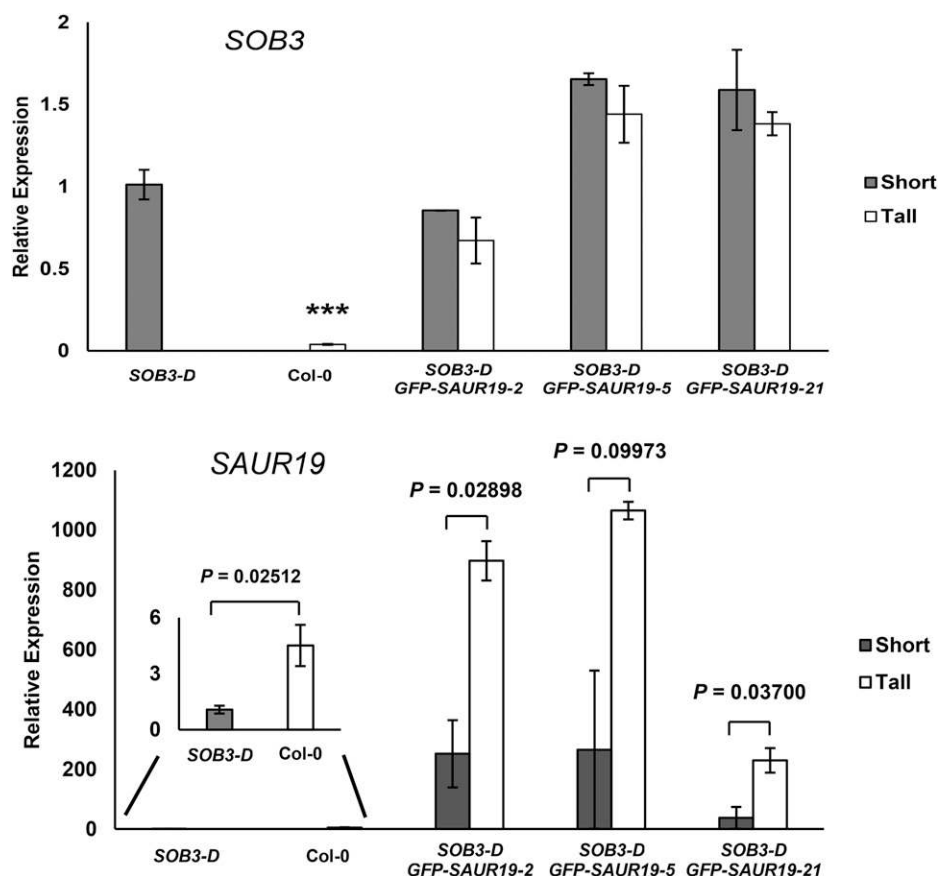 SOB3
Relative Expression
2
1.5
1
0.5
0
***
Short
Tall
SOB3-D
Col-0
SOB3-D
GFP-SAUR19-2
SOB3-D
GFP-SAUR19-5
SOB3-D
GFP-SAUR19-21
SAUR19
Relative Expression
1200
1000
800
600
400
200
0
P = 0.02512
6
3
0
SOB3-D
Col-0
P = 0.02898
P = 0.09973
P = 0.03700
Short
Tall
SOB3-D
Col-0
SOB3-D
GFP-SAUR19-2
SOB3-D
GFP-SAUR19-5
SOB3-D
GFP-SAUR19-21